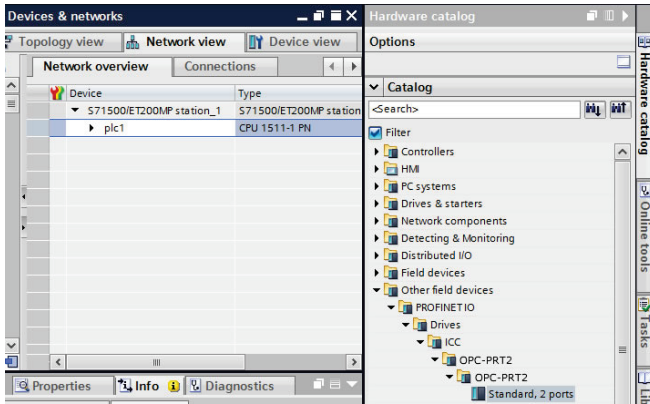 Devices & networks
Topology view
Network view
Device view
Network overview
Connections
Device
Type
S71500/ET200MP station_1
S71500/ET200MP station
plc1
CPU 1511-1 PN
Properties
Info
Diagnostics
Hardware catalog
Options
Catalog
<Search>
Filter
Controllers
HMI
PC systems
Drives & starters
Network components
Detecting & Monitoring
Distributed I/O
Field devices
Other field devices
PROFINET IO
Drives
ICC
OPC-PRT2
OPC-PRT2
Standard, 2 ports
Hardware catalog
Online tools
Tasks
Lib